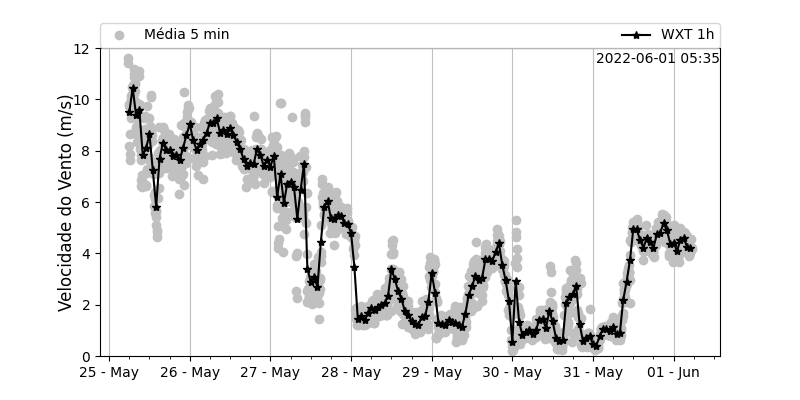 Média 5 min
WXT 1h
2022-06-01 05:35
Velocidade do Vento (m/s)
12
10
8
6
4
2
0
25 - May
26 - May
27 - May
28 - May
29 - May
30 - May
31 - May
01 - Jun